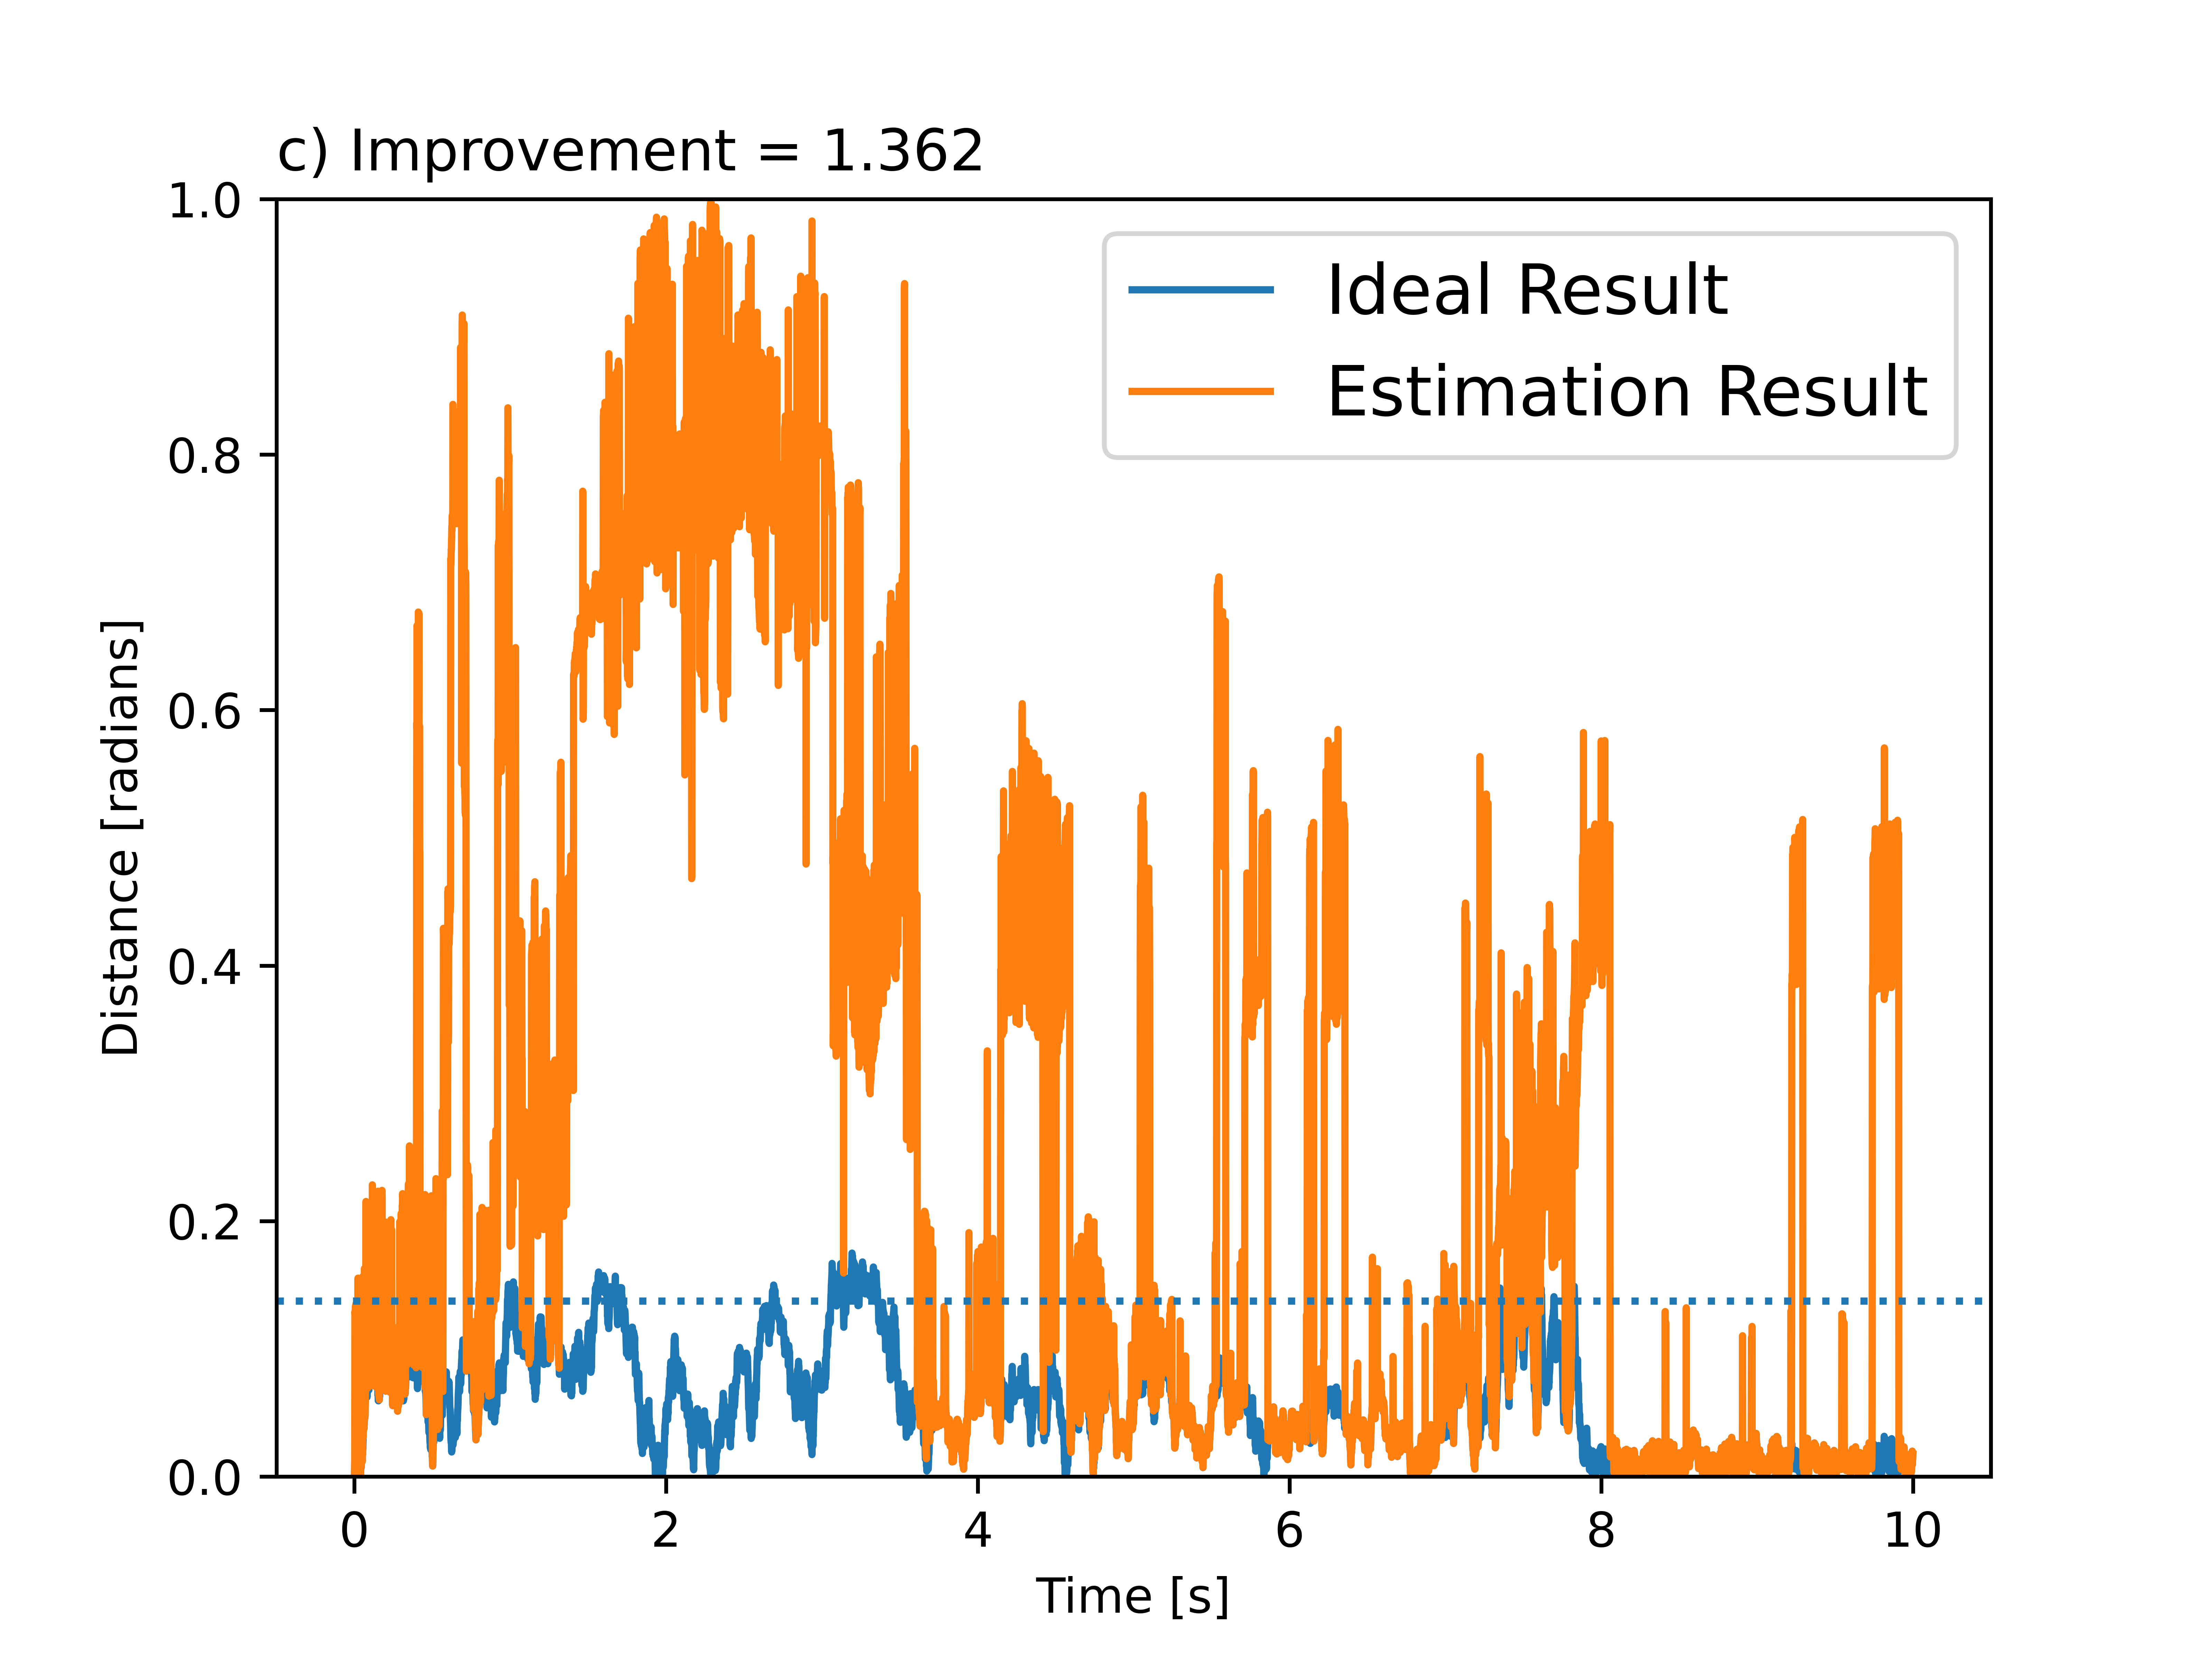 c) Improvement = 1.362
1.0
0.8
0.6
0.4
0.2
0.0
Distance [radians]
Ideal Result
Estimation Result
0 2 4 6 8 10
Time [s]